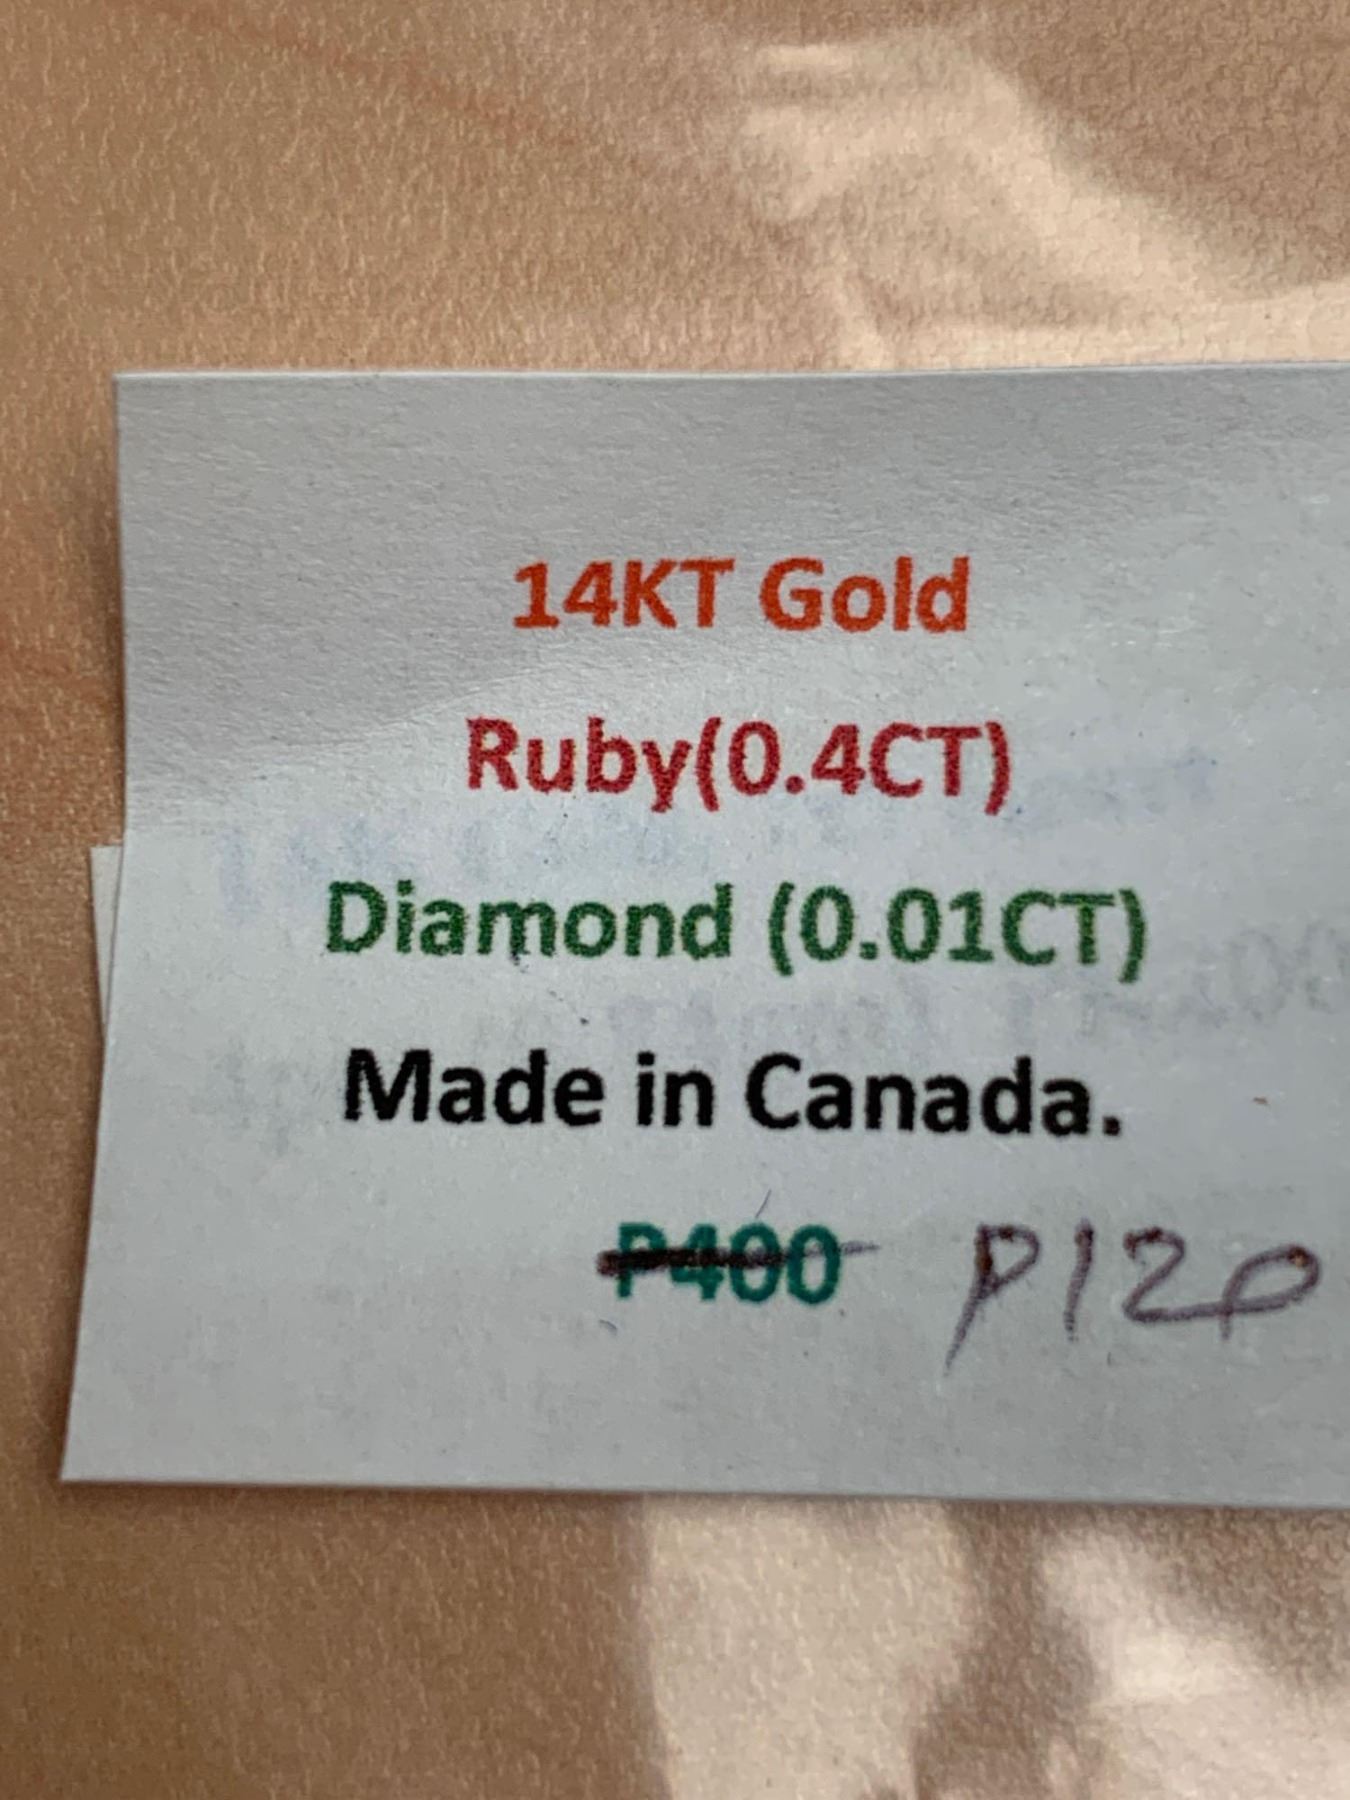 14KT Gold
Ruby(0.4CT)
Diamond (0.01CT)
Made in Canada.
P400 P120